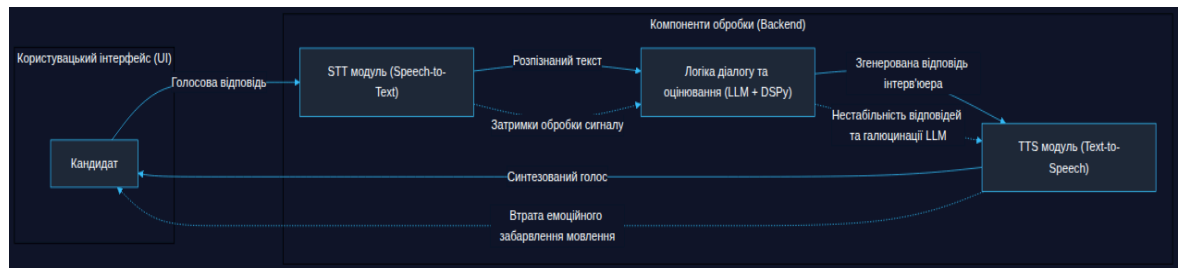 Компоненти обробки (Backend)
Користувацький інтерфейс (UI)
Голосова відповідь
STT модуль (Speech-to-
Text)
Розпізнаний текст
Затримки обробки сигналу
Логіка діалогу та
оцінювання (LLM + DSPy)
Згенерована відповідь
інтерв'юера
Нестабільність відповідей
та галюцинації LLM
TTS модуль (Text-to-
Speech)
Кандидат
Синтезований голос
Втрата емоційного
забарвлення мовлення